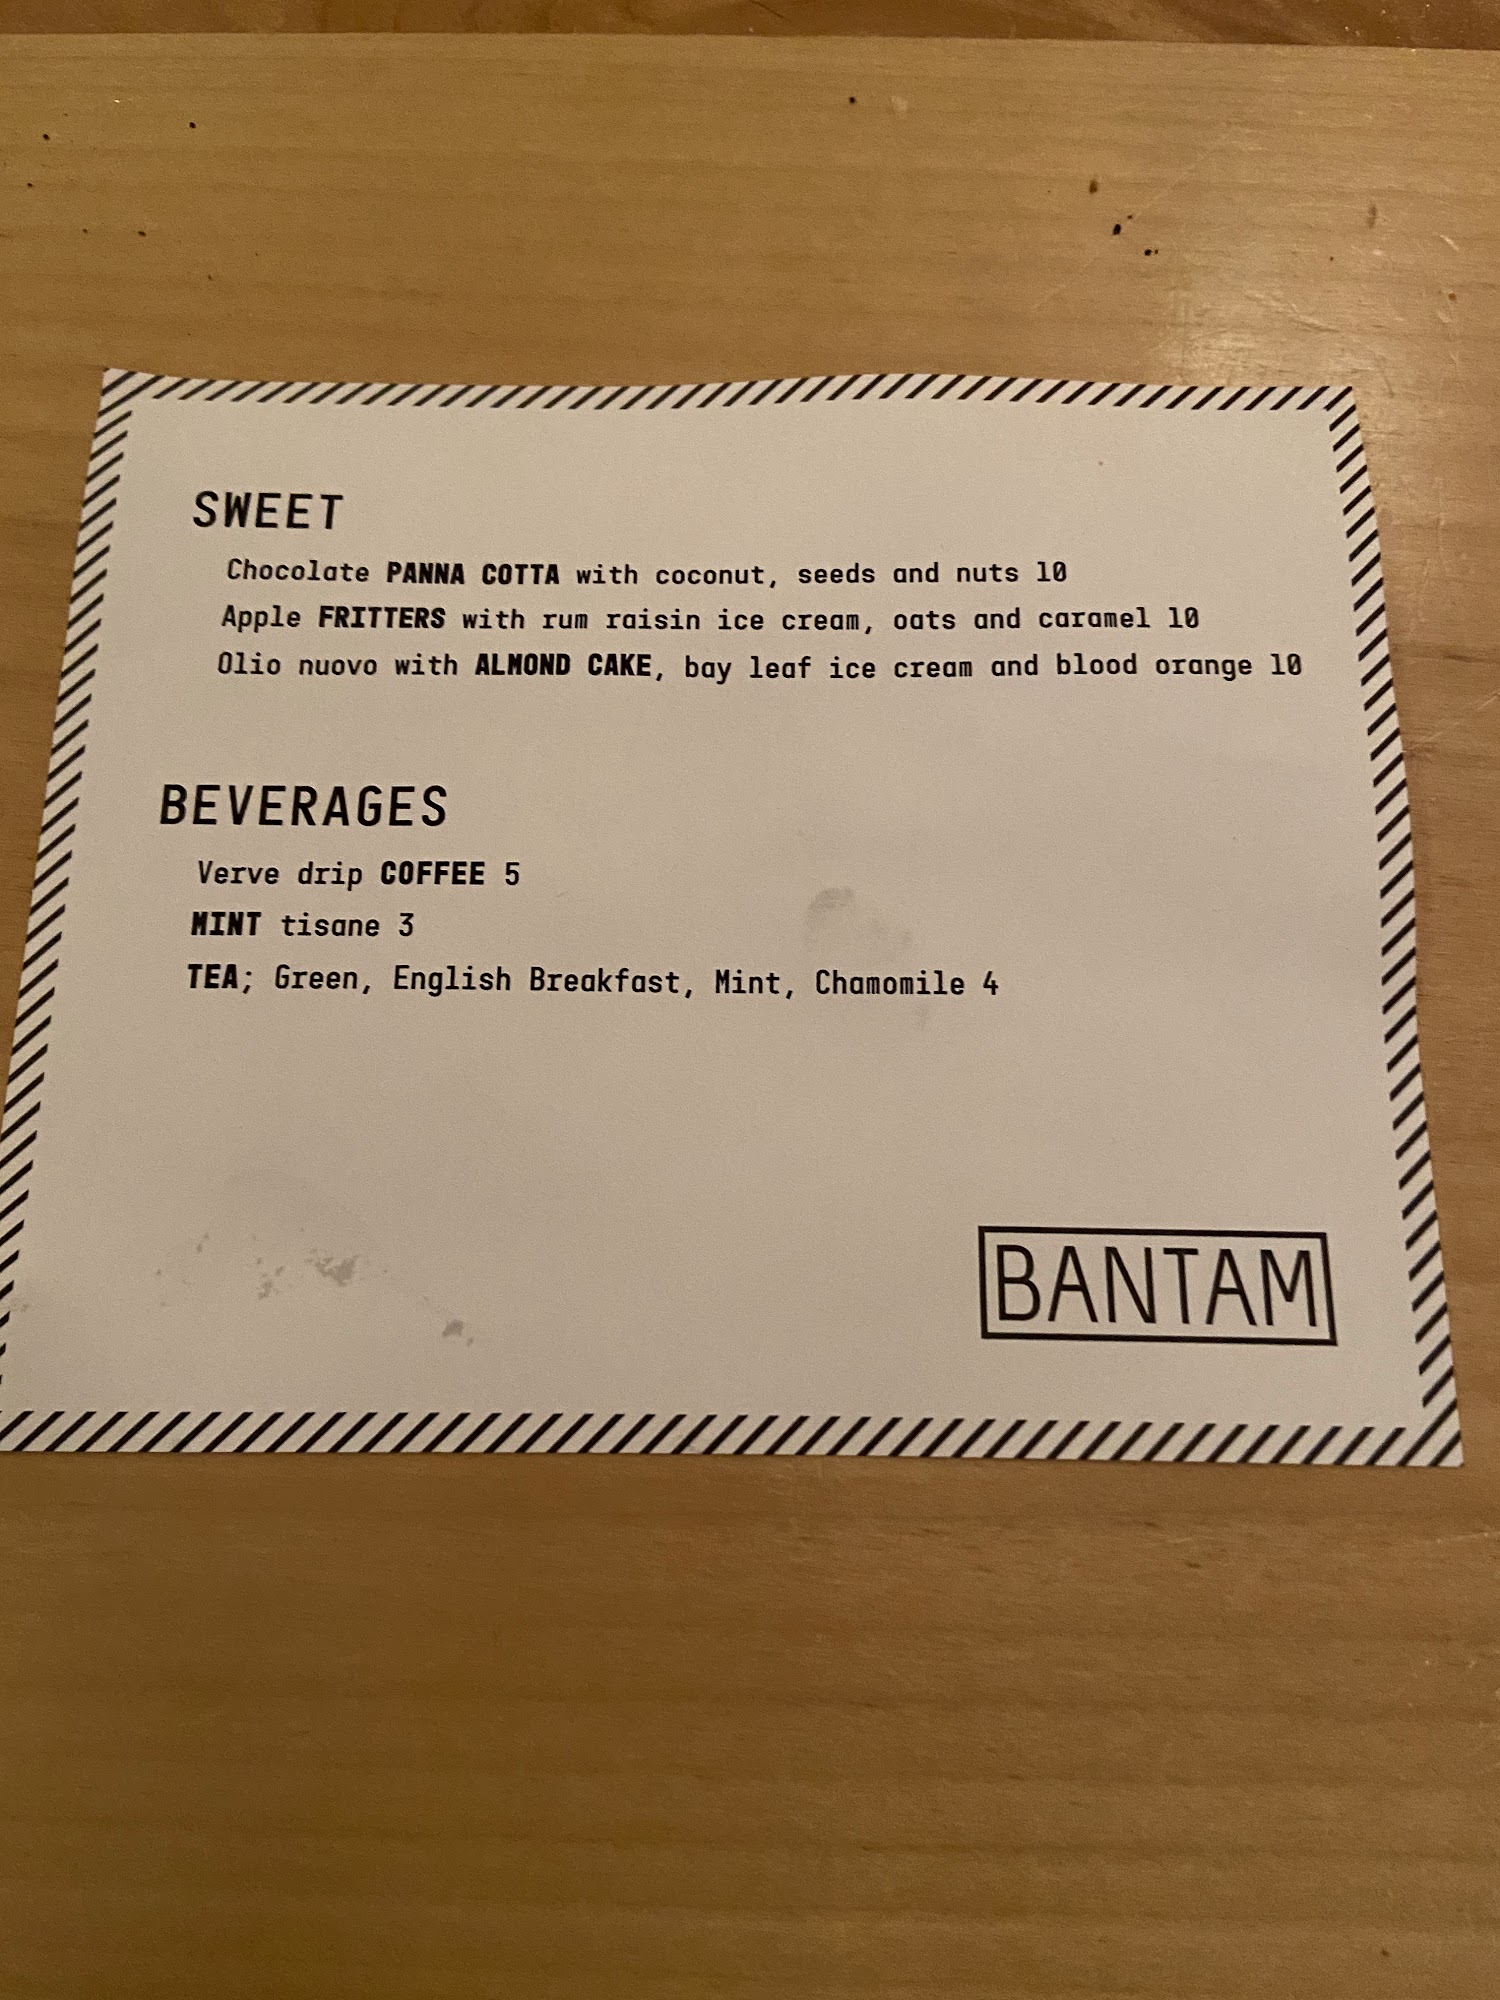 SWEET
Chocolate PANNA COTTA with coconut, seeds and nuts 10
Apple FRITTERS with rum raisin ice cream, oats and caramel 10
Olio nuovo with ALMOND CAKE, bay leaf ice cream and blood orange 10
BEVERAGES
Verve drip COFFEE 5
MINT tisane 3
TEA; Green, English Breakfast, Mint, Chamomile 4
BANTAM